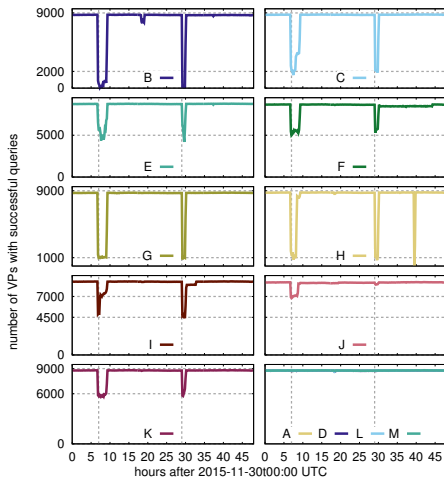 number of VPs with successful queries
9000
2000
0
B
C
5000
E
F
9000
1000
G
H
7000
4500
0
I
J
9000
6000
0
K
A D L M
0 5 10 15 20 25 30 35 40 45
0 5 10 15 20 25 30 35 40 45
hours after 2015-11-30t00:00 UTC